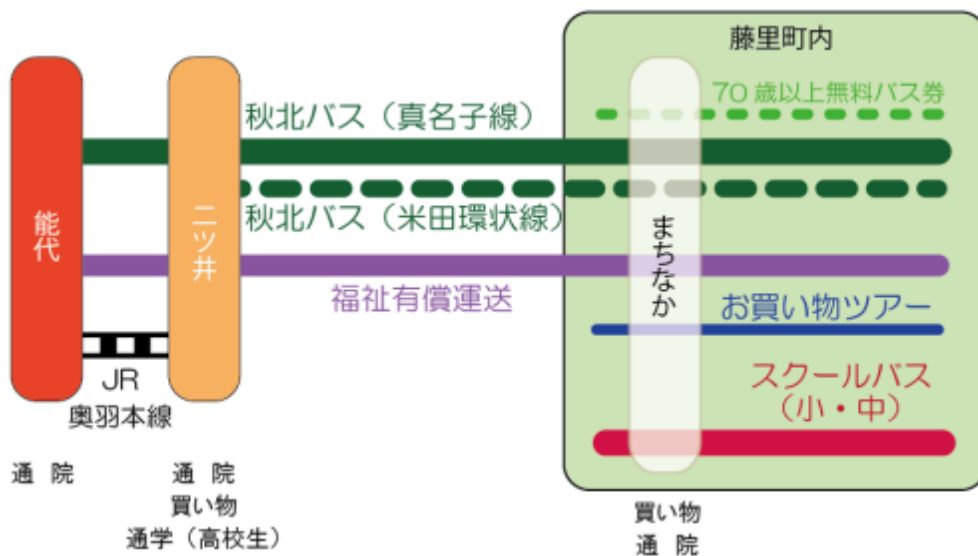 藤里町内
70歳以上無料バス券
秋北バス（真名子線）
能代
二ツ井
秋北バス（米田環状線）
まちなか
福祉有償運送
お買い物ツアー
JR
奥羽本線
スクールバス
（小・中）
通 院
通 院
買い物
通学（高校生）
買い物
通 院